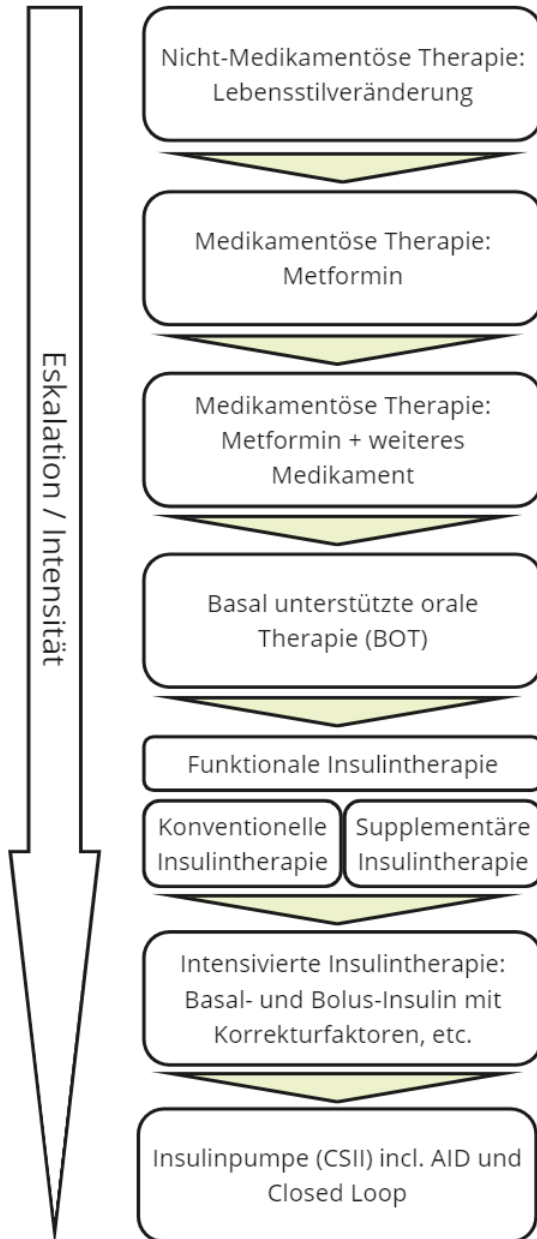 Nicht-Medikamentöse Therapie:
Lebensstilveränderung
Medikamentöse Therapie:
Metformin
Medikamentöse Therapie:
Metformin + weiteres
Medikament
Basal unterstützte orale
Therapie (BOT)
Funktionale Insulintherapie
Konventionelle
Insulintherapie
Supplementäre
Insulintherapie
Intensivierte Insulintherapie:
Basal- und Bolus-Insulin mit
Korrekturfaktoren, etc.
Insulinpumpe (CSII) incl. AID und
Closed Loop
Eskalation / Intensität